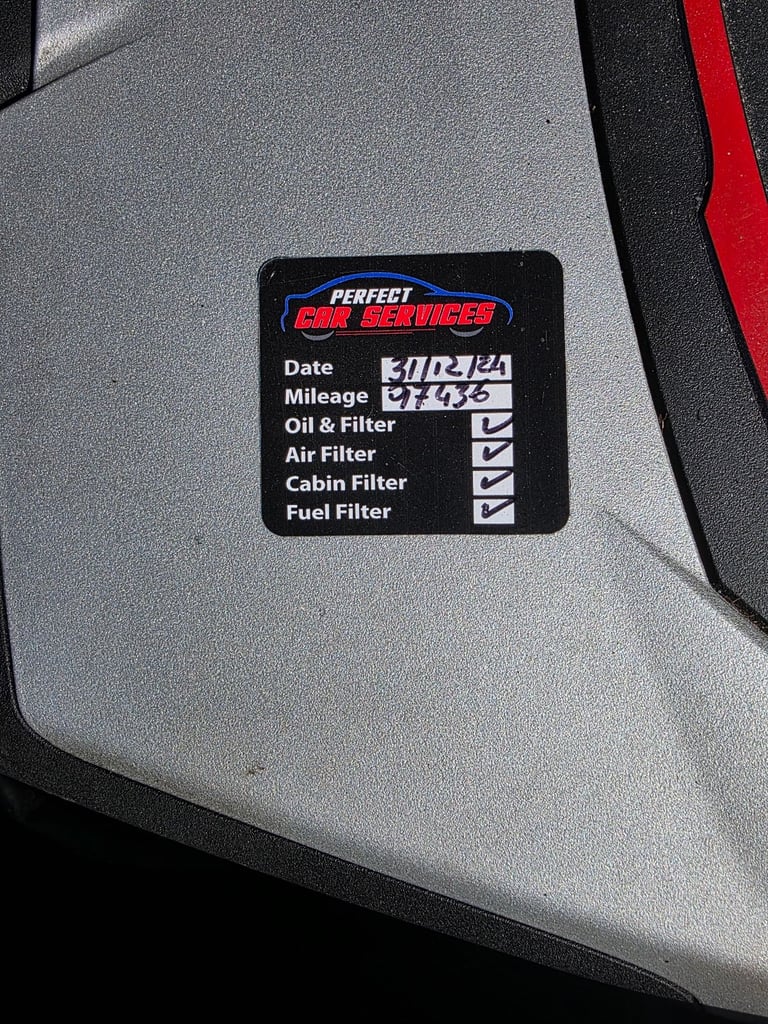 PERFECT
CAR SERVICES
Date 31/12/24
Mileage 97436
Oil & Filter ✓
Air Filter ✓
Cabin Filter ✓
Fuel Filter ✓